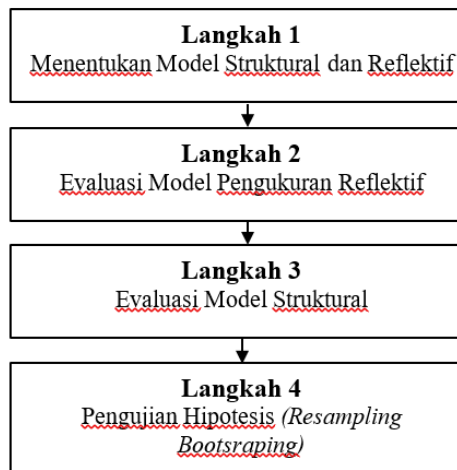 Langkah 1
Menentukan Model Struktural dan Reflektif
Langkah 2
Evaluasi Model Pengukuran Reflektif
Langkah 3
Evaluasi Model Struktural
Langkah 4
Pengujian Hipotesis (Resampling
Bootsraping)